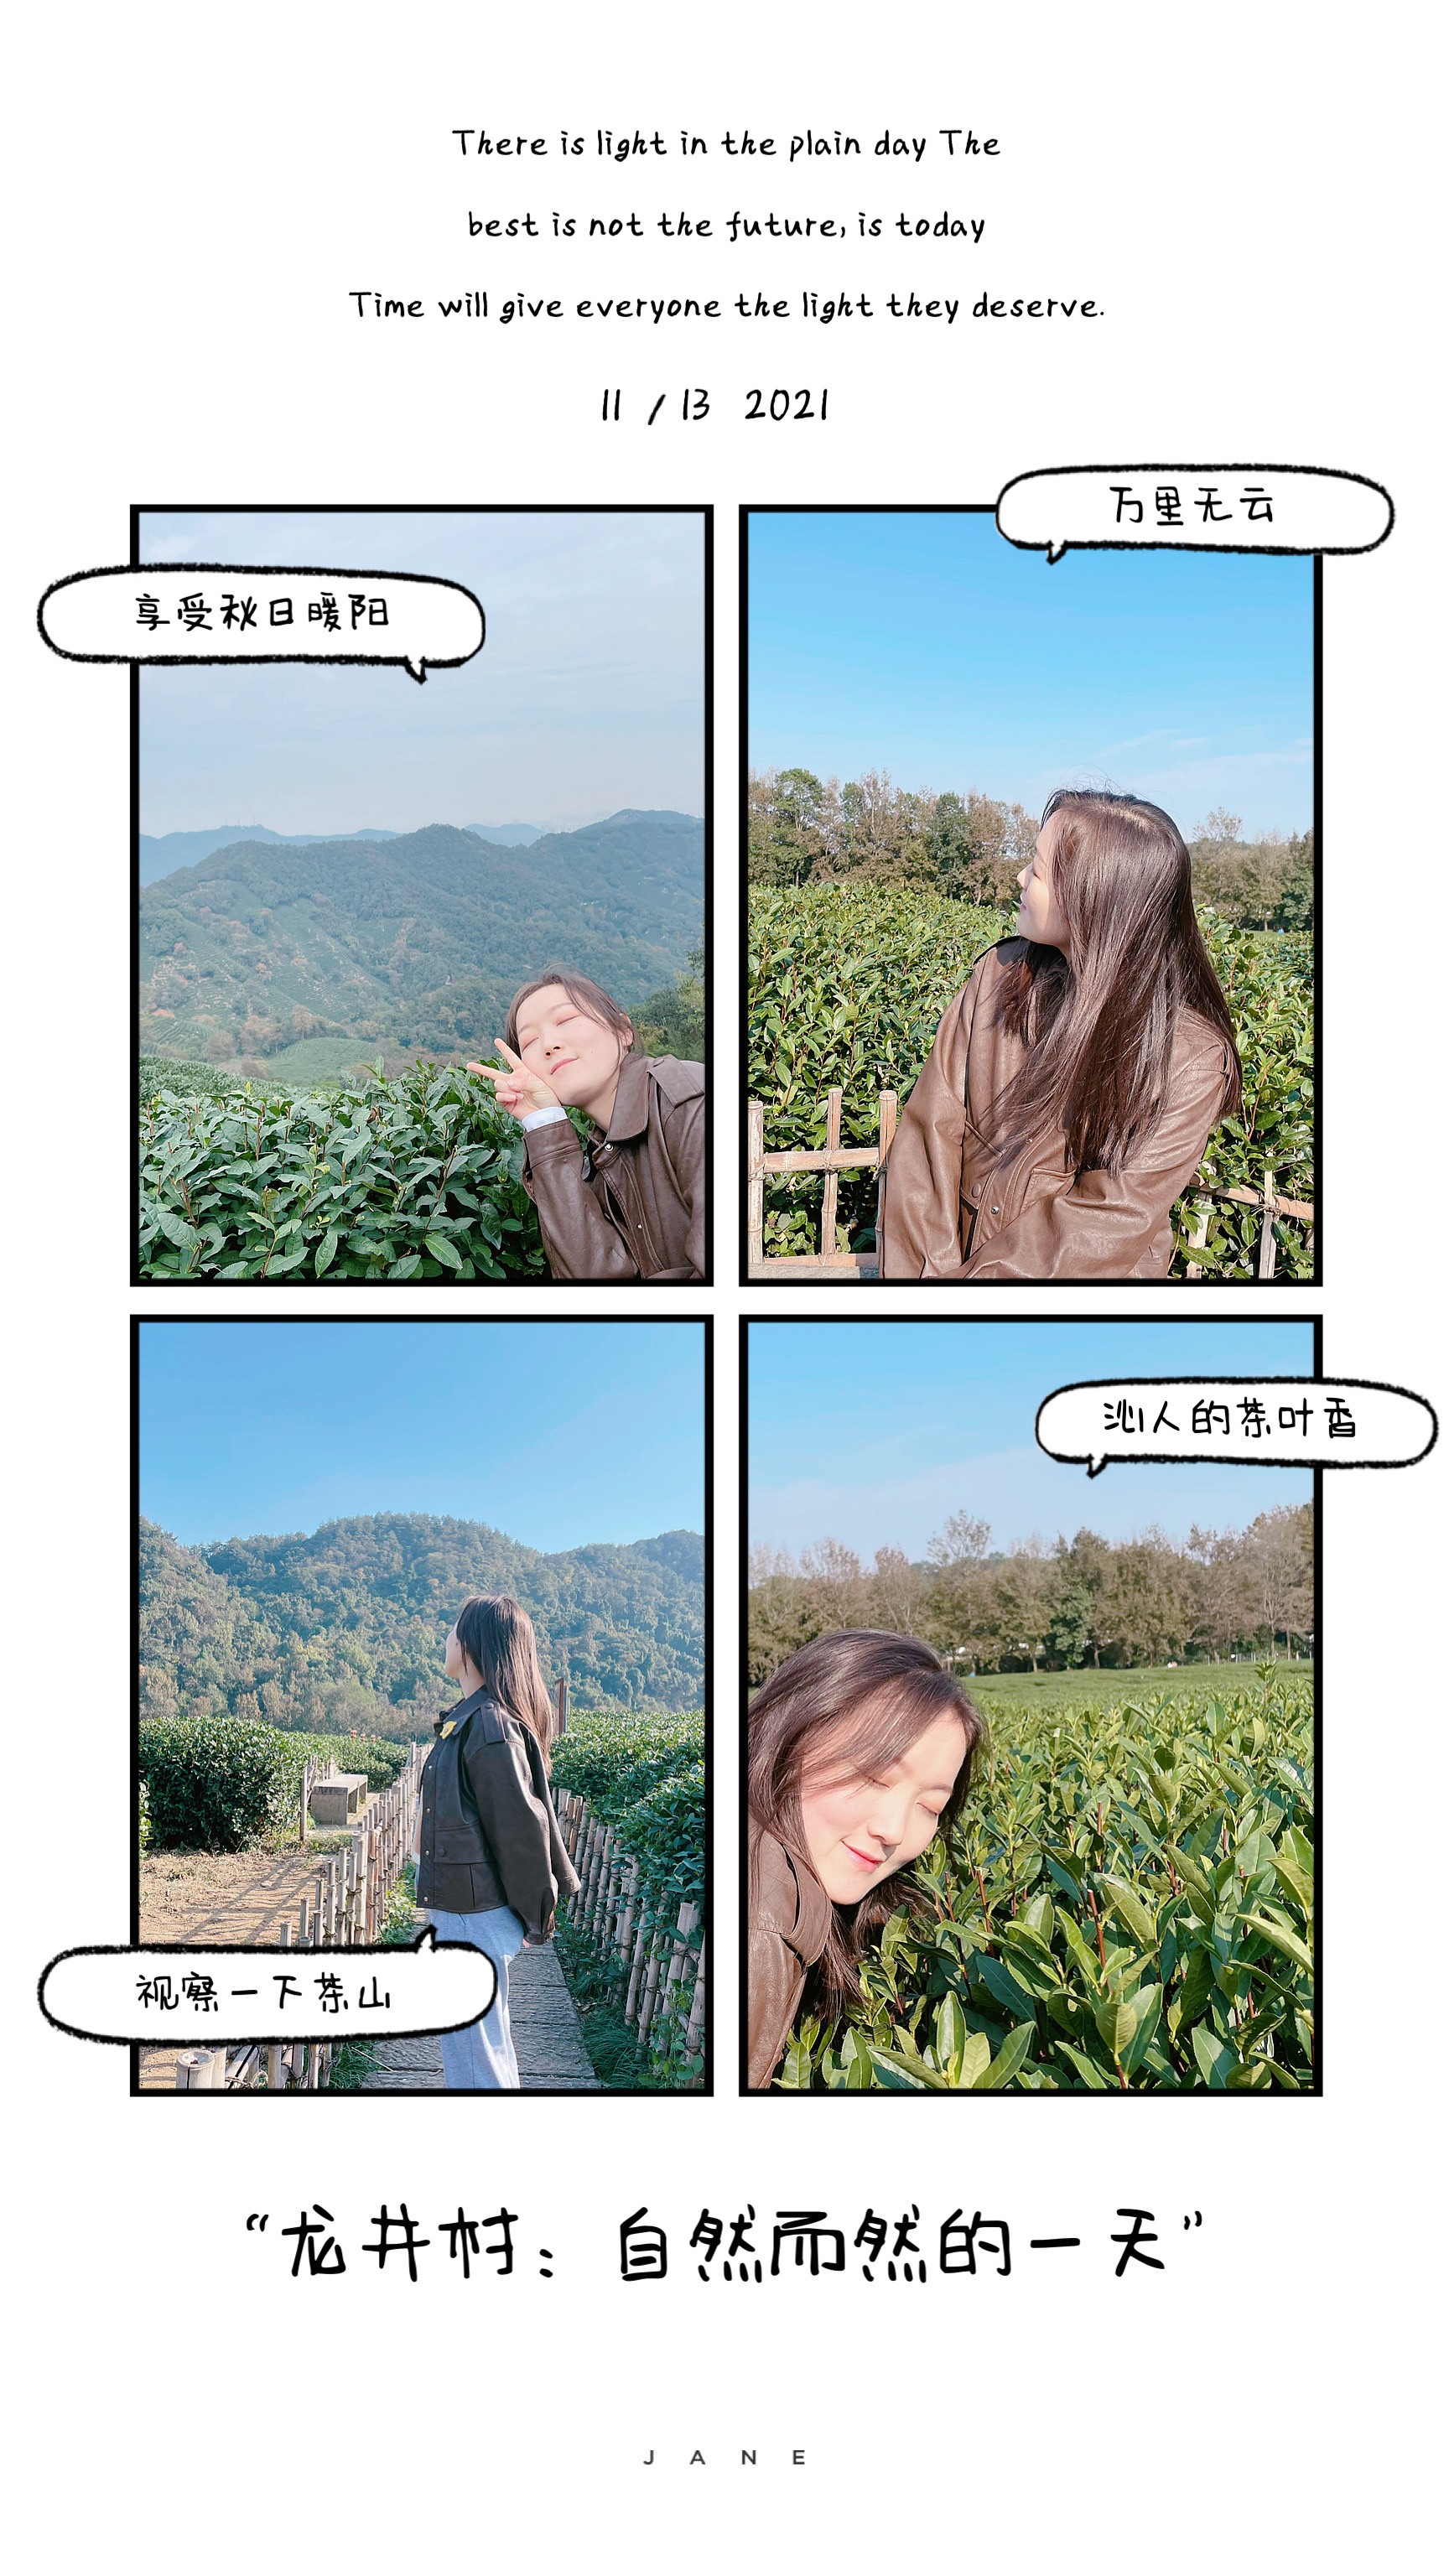 There is light in the plain day The
best is not the future, is today
Time will give everyone the light they deserve.
11 / 13 2021
万里无云
享受秋日暖阳
沁人的茶叶香
视察一下茶山
“龙井村：自然而然的一天”
JANE